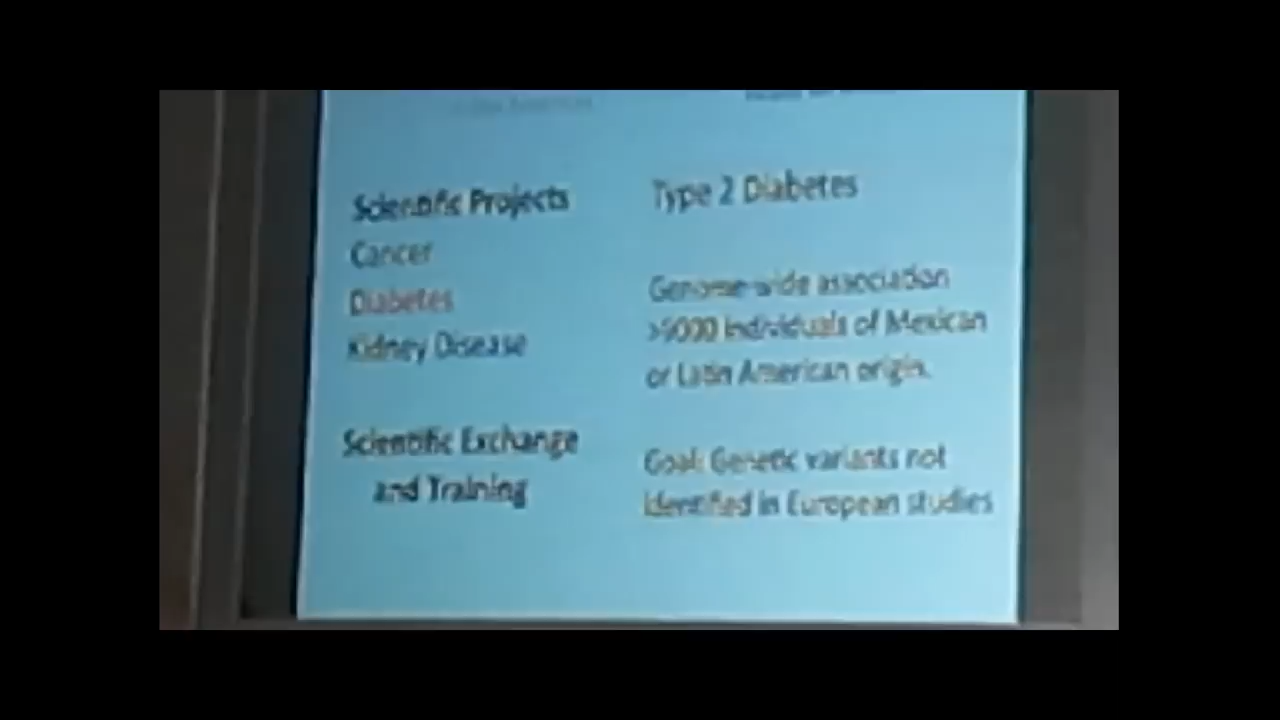 Scientific Projects
Cancer
Diabetes
Kidney Disease
Scientific Exchange
and Training
Type 2 Diabetes
Genome-wide association
individuals of Mexican
or Latin American origin.
Goal: Genetic variants not
identified in European studies